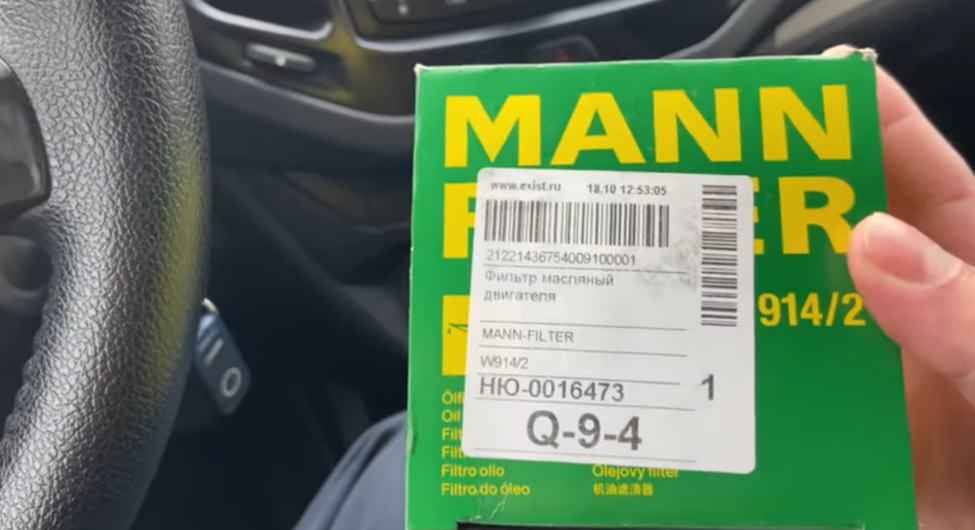 MANN
ER
www.exist.ru 18.10 12:53:05
21221436754009100001
Фильтр масляный
двигателя
914/2
MANN-FILTER
W914/2
НЮ-0016473 1
Q-9-4
Oil
Filtro olio Olejový filter
Filtro do óleo 机油滤清器